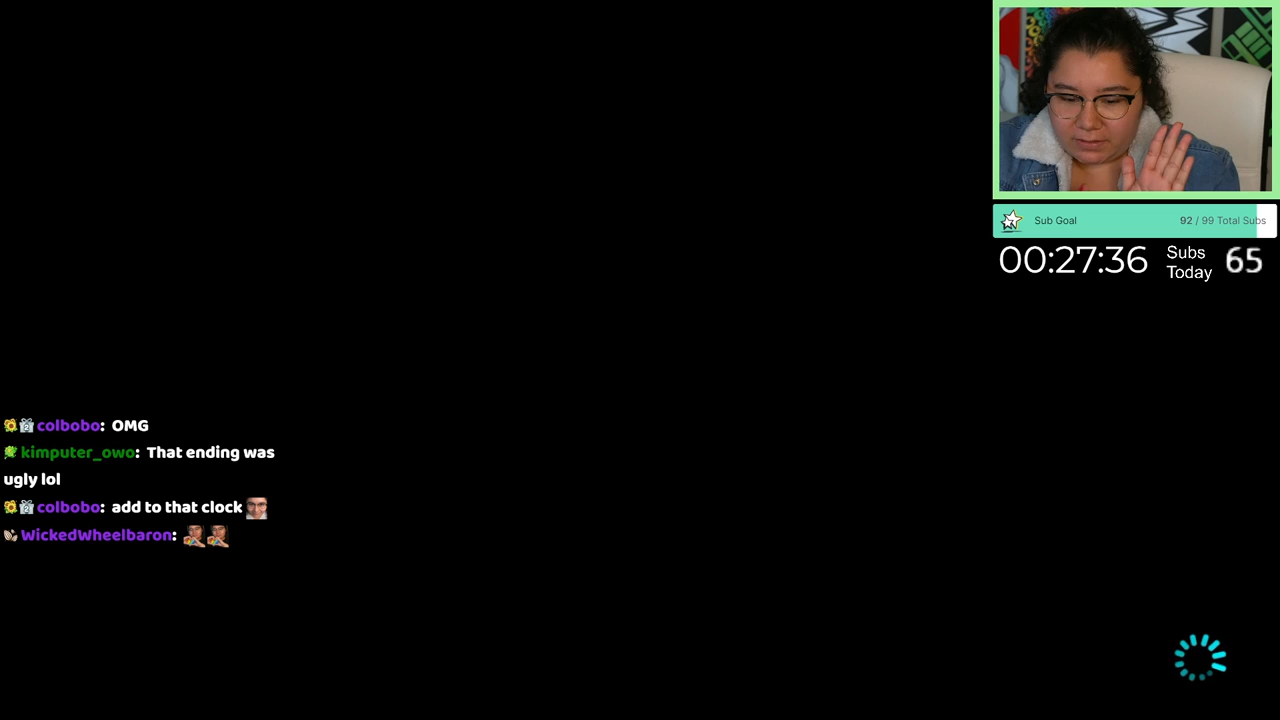 Sub Goal
92 / 99 Total Subs
00:27:36
Subs
Today
65
colbobo: OMG
kimputer_owo: That ending was
ugly lol
colbobo: add to that clock
WickedWheelbaron: